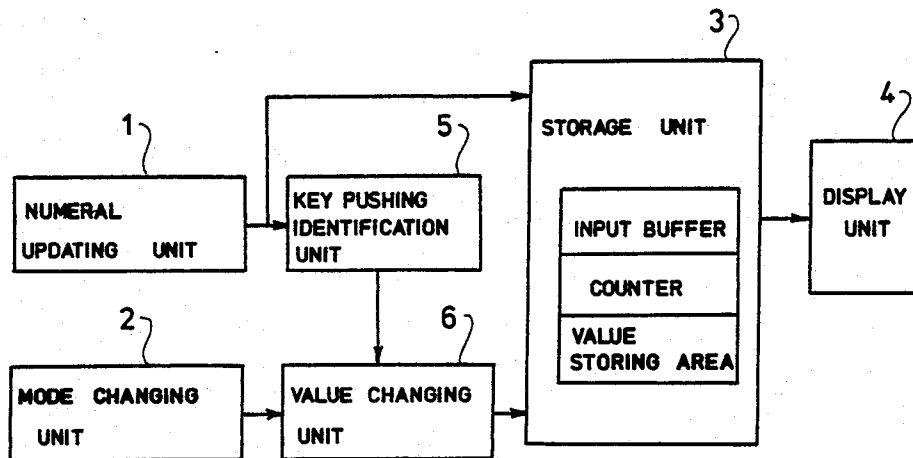 3
4
1
5
STORAGE UNIT
NUMERAL
UPDATING UNIT
KEY PUSHING
IDENTIFICATION
UNIT
DISPLAY
UNIT
INPUT BUFFER
COUNTER
VALUE
STORING AREA
2
6
MODE CHANGING
UNIT
VALUE CHANGING
UNIT